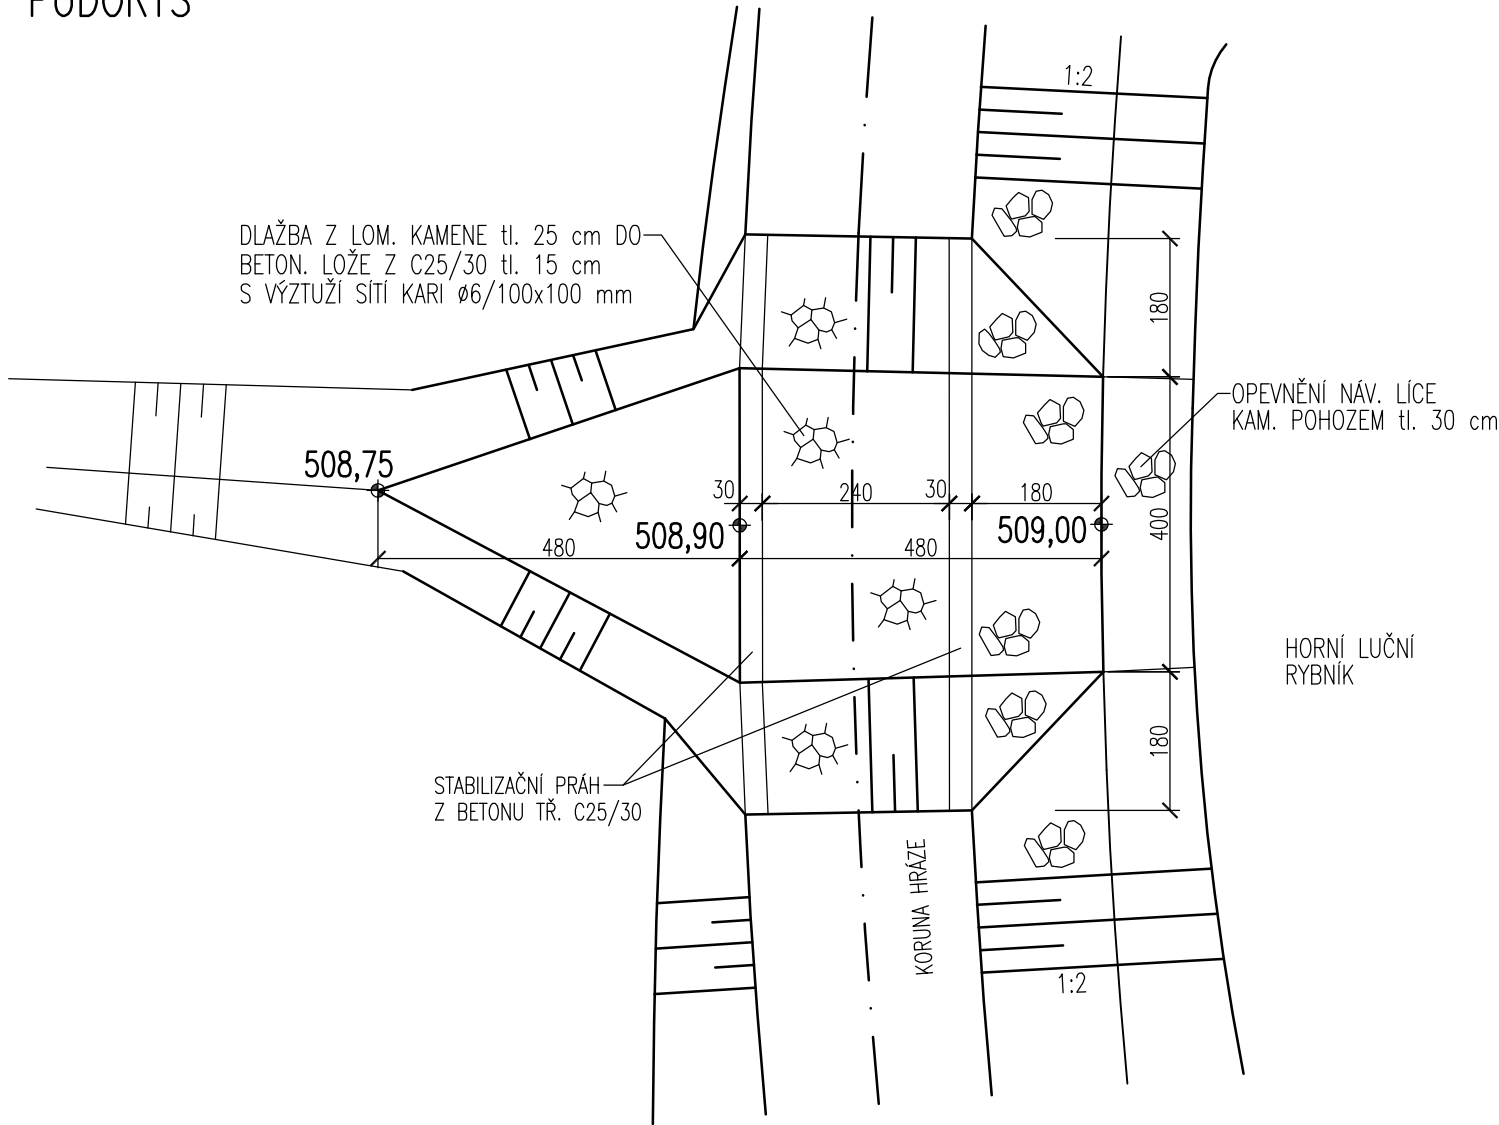 PŮDORYS
1:2
DLAŽBA Z LOM. KAMENE tl. 25 cm DO
BETON. LOŽE Z C25/30 tl. 15 cm
S VÝZTUŽÍ SÍTÍ KARI ø6/100x100 mm
180
OPEVNĚNÍ NÁV. LÍCE
KAM. POHOZEM tl. 30 cm
508,75
30
240
30
180
508,90
509,00
400
480
480
HORNÍ LUČNÍ
RYBNÍK
180
STABILIZAČNÍ PRÁH
Z BETONU TŘ. C25/30
KORUNA HRÁZE
1:2